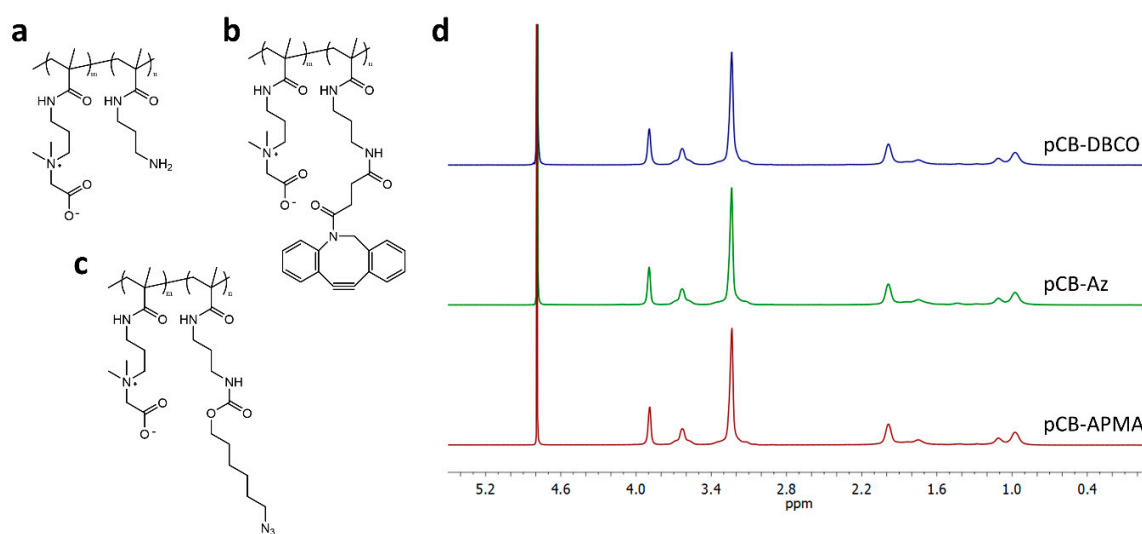 a
b
d
m
n
m
n
HN
O
HN
O
HN
O
HN
O
N
NH₂
O
O⁻
N
O
O⁻
NH
O
O
N
c
m
n
HN
O
HN
O
N
O
O⁻
NH
O
O
N₃
pCB-DBCO
pCB-Az
pCB-APMA
5.2 4.6 4.0 3.4 2.8 2.2 1.6 1.0 0.4
ppm